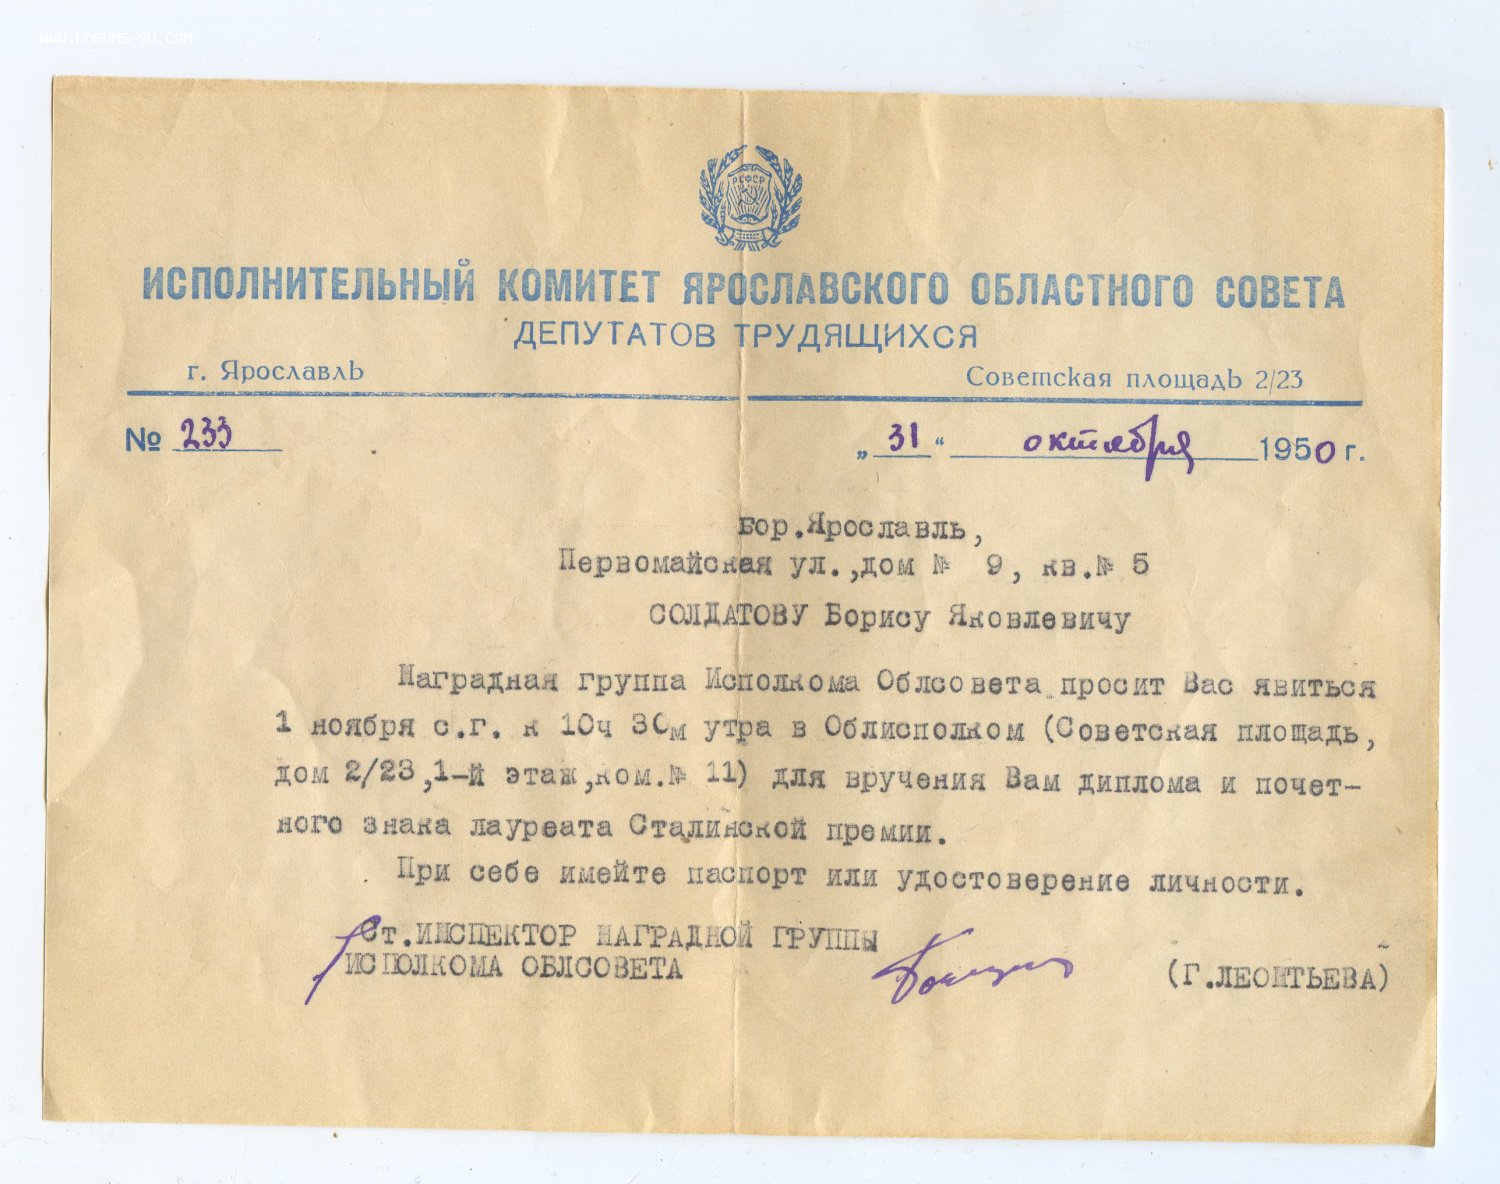 WWW.FORUMS-SU.COM
РСФСР
ИСПОЛНИТЕЛЬНЫЙ КОМИТЕТ ЯРОСЛАВСКОГО ОБЛАСТНОГО СОВЕТА
ДЕПУТАТОВ ТРУДЯЩИХСЯ
г. Ярославль Советская площадь 2/23
№ 233 „31“ октября 1950 г.
гор.Ярославль,
Первомайская ул.,дом № 9, кв.№ 5
СОЛДАТОВУ Борису Яковлевичу
Наградная группа Исполкома Облсовета просит Вас явиться
1 ноября с.г. к 10ч 30м утра в Облисполком (Советская площадь,
дом 2/23,1-й этаж,ком.№ 11) для вручения Вам диплома и почет-
ного знака лауреата Сталинской премии.
При себе имейте паспорт или удостоверение личности.
Ст.ИНСПЕКТОР НАГРАДНОЙ ГРУППЫ
ИСПОЛКОМА ОБЛСОВЕТА (Г.ЛЕОНТЬЕВА)